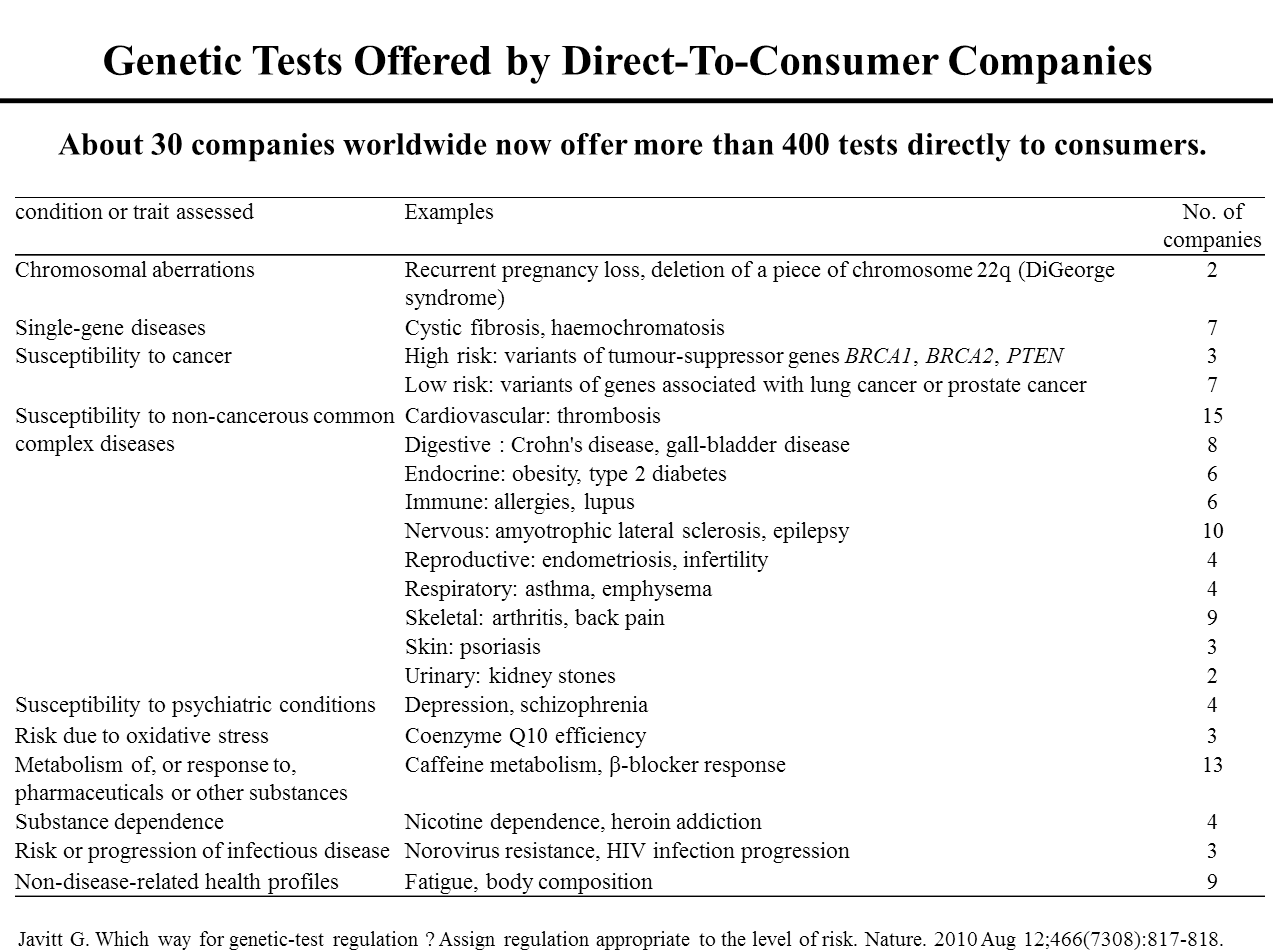 Genetic Tests Offered by Direct-To-Consumer Companies
About 30 companies worldwide now offer more than 400 tests directly to consumers.
condition or trait assessed Examples No. of
companies
Chromosomal aberrations Recurrent pregnancy loss, deletion of a piece of chromosome 22q (DiGeorge 2
syndrome)
Single-gene diseases Cystic fibrosis, haemochromatosis 7
Susceptibility to cancer High risk: variants of tumour-suppressor genes BRCA1, BRCA2, PTEN 3
Low risk: variants of genes associated with lung cancer or prostate cancer 7
Susceptibility to non-cancerous common Cardiovascular: thrombosis 15
complex diseases Digestive : Crohn's disease, gall-bladder disease 8
Endocrine: obesity, type 2 diabetes 6
Immune: allergies, lupus 6
Nervous: amyotrophic lateral sclerosis, epilepsy 10
Reproductive: endometriosis, infertility 4
Respiratory: asthma, emphysema 4
Skeletal: arthritis, back pain 9
Skin: psoriasis 3
Urinary: kidney stones 2
Susceptibility to psychiatric conditions Depression, schizophrenia 4
Risk due to oxidative stress Coenzyme Q10 efficiency 3
Metabolism of, or response to, Caffeine metabolism, β-blocker response 13
pharmaceuticals or other substances
Substance dependence Nicotine dependence, heroin addiction 4
Risk or progression of infectious disease Norovirus resistance, HIV infection progression 3
Non-disease-related health profiles Fatigue, body composition 9
Javitt G. Which way for genetic-test regulation ? Assign regulation appropriate to the level of risk. Nature. 2010 Aug 12;466(7308):817-818.